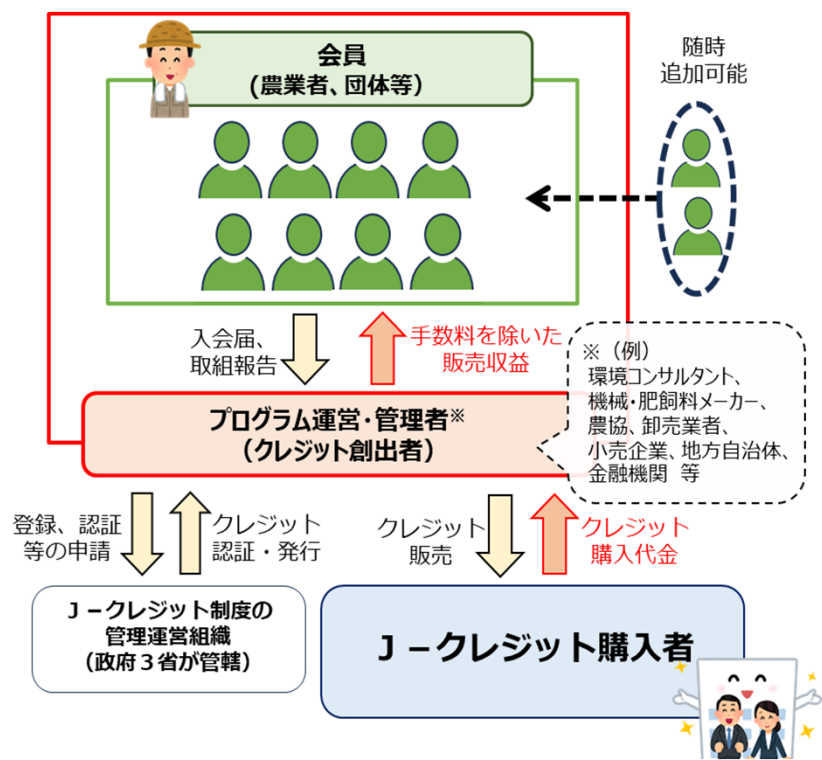 会員
(農業者、団体等)
随時
追加可能
入会届、
取組報告
手数料を除いた
販売収益
※（例）
環境コンサルタント、
機械・肥飼料メーカー、
農協、卸売業者、
小売企業、地方自治体、
金融機関 等
プログラム運営・管理者※
（クレジット創出者）
登録、認証
等の申請
クレジット
認証・発行
クレジット
販売
クレジット
購入代金
Ｊ－クレジット制度の
管理運営組織
(政府３省が管轄)
Ｊ－クレジット購入者